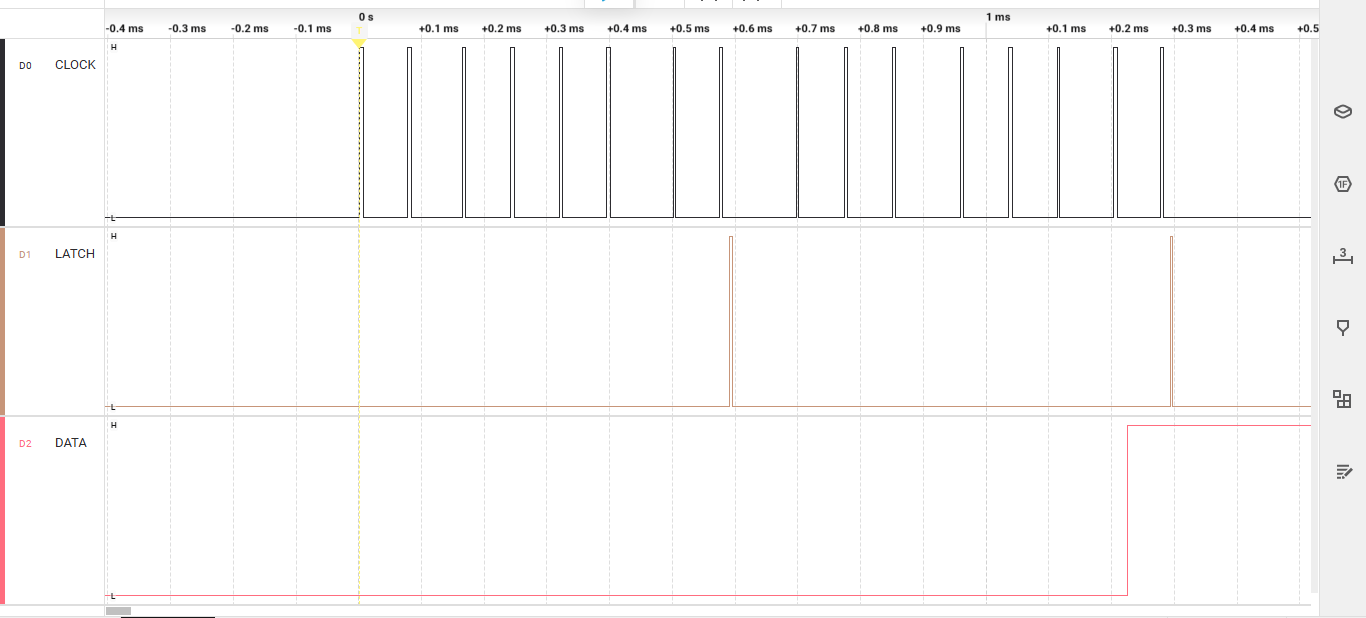 0 s 1 ms
-0.4 ms -0.3 ms -0.2 ms -0.1 ms +0.1 ms +0.2 ms +0.3 ms +0.4 ms +0.5 ms +0.6 ms +0.7 ms +0.8 ms +0.9 ms +0.1 ms +0.2 ms +0.3 ms +0.4 ms +0.5
H
D0 CLOCK
L
H
D1 LATCH
L
H
D2 DATA
L
1F
3